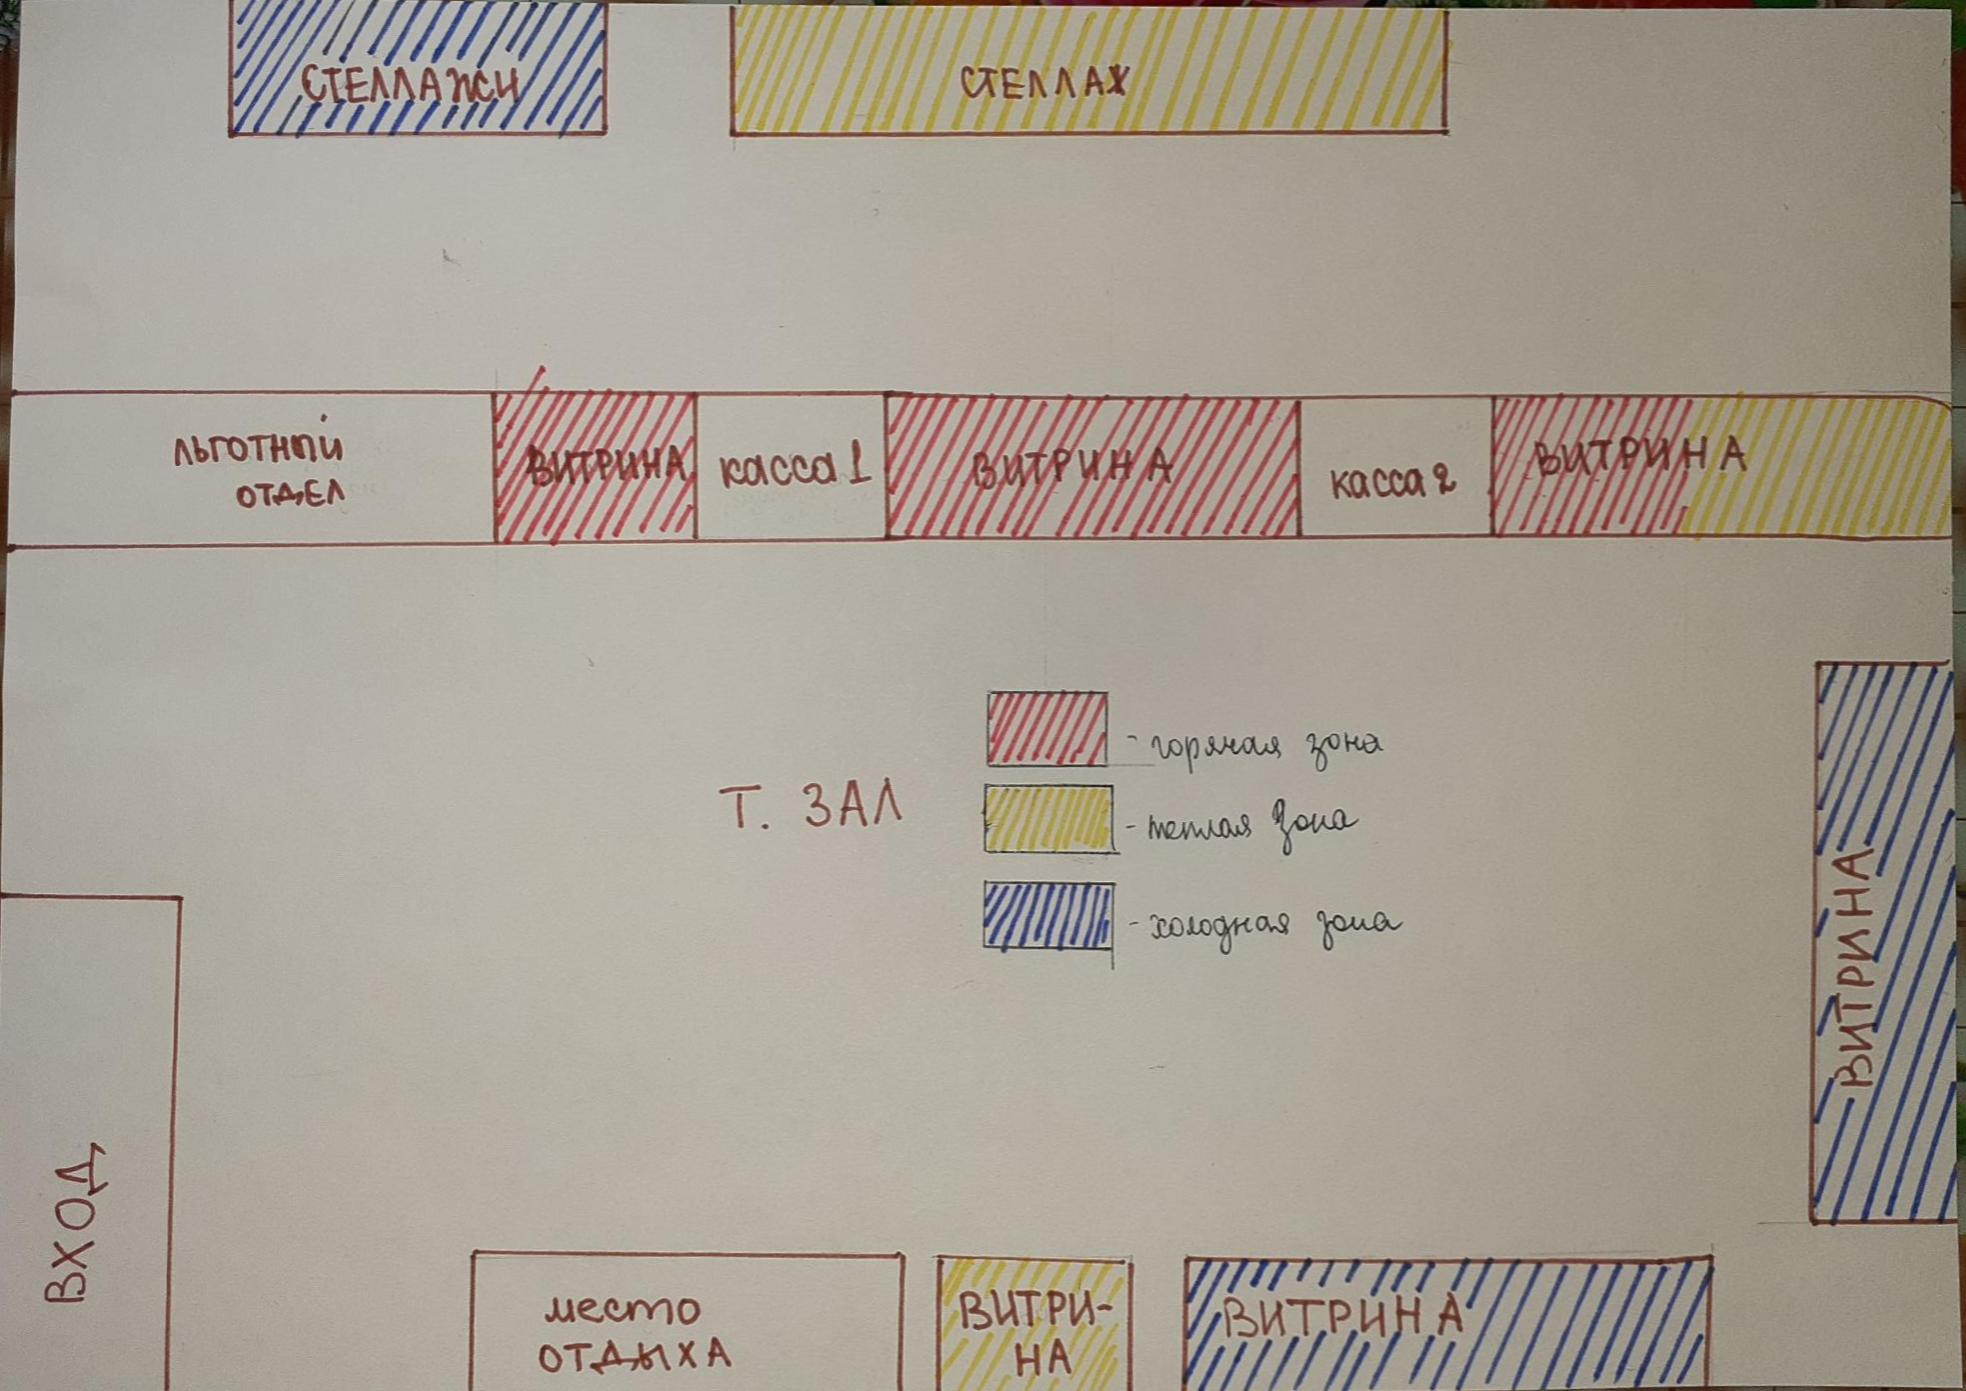 СТЕЛЛАЖИ
СТЕЛЛАЖ
ЛЬГОТНЫЙ
ОТДЕЛ
ВИТРИНА
касса 1
ВИТРИНА
касса 2
ВИТРИНА
- горячая зона
Т. ЗАЛ
- теплая зона
- холодная зона
ВИТРИНА
ВХОД
место
ОТДЫХА
ВИТРИ-
НА
ВИТРИНА